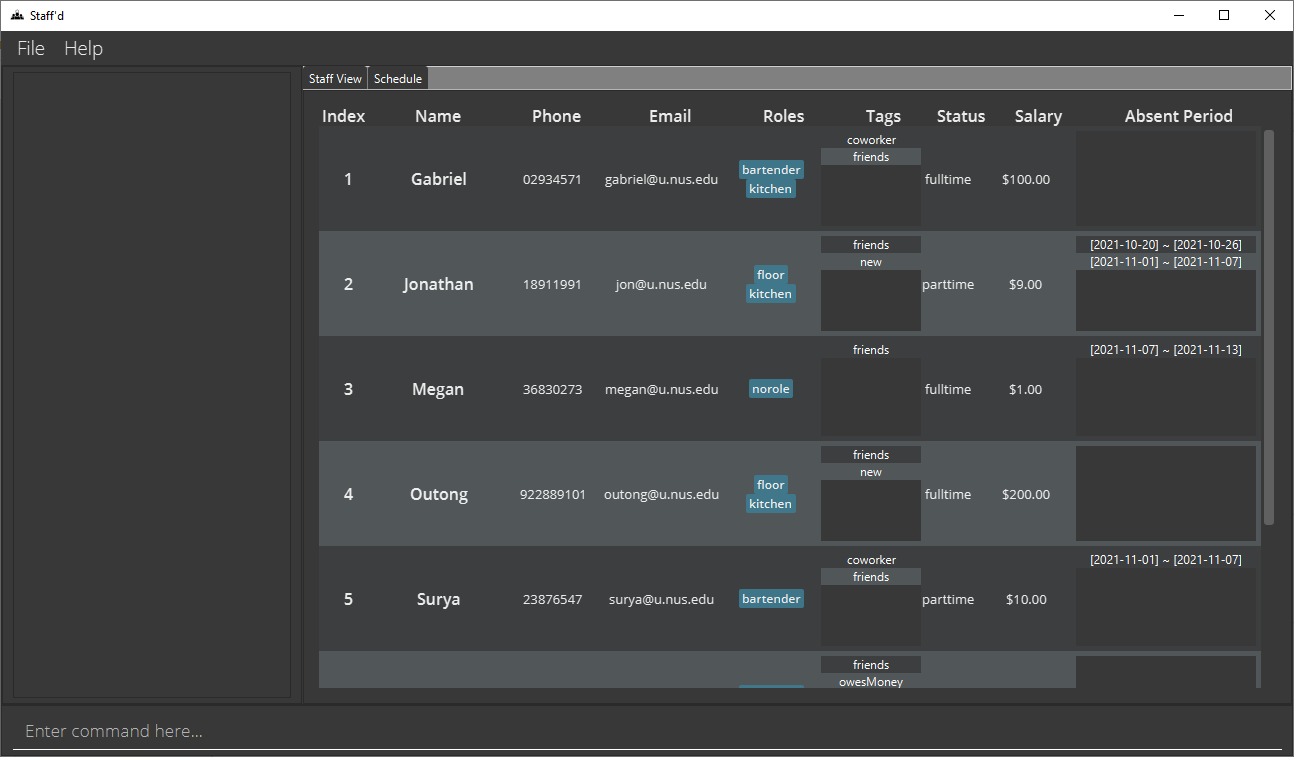 Staff'd
File Help
Staff View Schedule
Index Name Phone Email Roles Tags Status Salary Absent Period
1 Gabriel 02934571 gabriel@u.nus.edu bartender kitchen coworker friends fulltime $100.00
2 Jonathan 18911991 jon@u.nus.edu floor kitchen friends new parttime $9.00 [2021-10-20] ~ [2021-10-26] [2021-11-01] ~ [2021-11-07]
3 Megan 36830273 megan@u.nus.edu norole friends fulltime $1.00 [2021-11-07] ~ [2021-11-13]
4 Outong 922889101 outong@u.nus.edu floor kitchen friends new fulltime $200.00
5 Surya 23876547 surya@u.nus.edu bartender coworker friends parttime $10.00 [2021-11-01] ~ [2021-11-07]
friends
owesMoney
Enter command here...